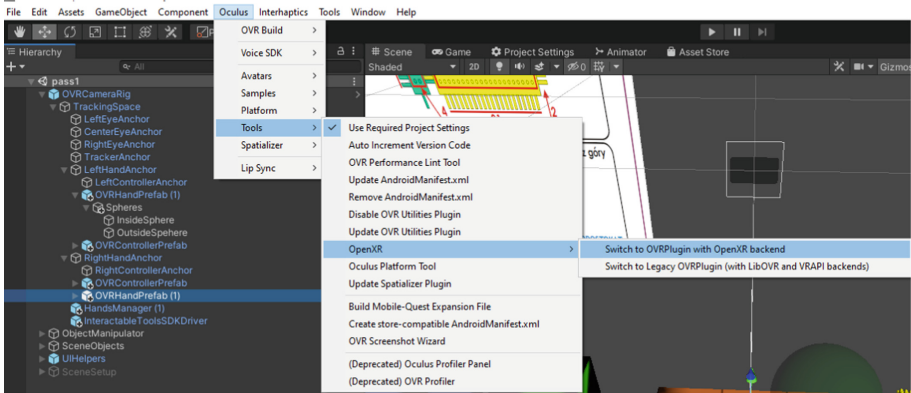 File Edit Assets GameObject Component Oculus Interhaptics Tools Window Help
OVR Build
Voice SDK
Avatars
Samples
Platform
Tools
Spatializer
Lip Sync
Use Required Project Settings
Auto Increment Version Code
OVR Performance Lint Tool
Update AndroidManifest.xml
Remove AndroidManifest.xml
Disable OVR Utilities Plugin
Update OVR Utilities Plugin
OpenXR
Oculus Platform Tool
Update Spatializer Plugin
Build Mobile-Quest Expansion File
Create store-compatible AndroidManifest.xml
OVR Screenshot Wizard
(Deprecated) Oculus Profiler Panel
(Deprecated) OVR Profiler
Switch to OVRPlugin with OpenXR backend
Switch to Legacy OVRPlugin (with LibOVR and VRAPI backends)
Hierarchy
All
pass1
OVRCameraRig
TrackingSpace
LeftEyeAnchor
CenterEyeAnchor
RightEyeAnchor
TrackerAnchor
LeftHandAnchor
LeftControllerAnchor
OVRHandPrefab (1)
Spheres
InsideSphere
OutsideSpehere
OVRControllerPrefab
RightHandAnchor
RightControllerAnchor
OVRControllerPrefab
OVRHandPrefab (1)
HandsManager (1)
InteractableToolsSDKDriver
ObjectManipulator
SceneObjects
UIHelpers
SceneSetup
Scene Game Project Settings Animator Asset Store
Shaded 2D 0 Gizmos
4
2
z góry